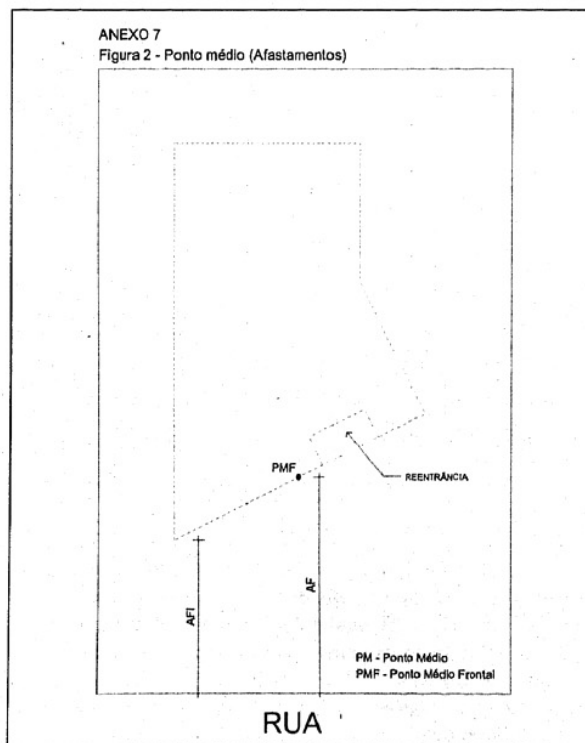 ANEXO 7
Figura 2 - Ponto médio (Afastamentos)
PMF
REENTRÂNCIA
AFI
AF
PM - Ponto Médio
PMF - Ponto Médio Frontal
RUA